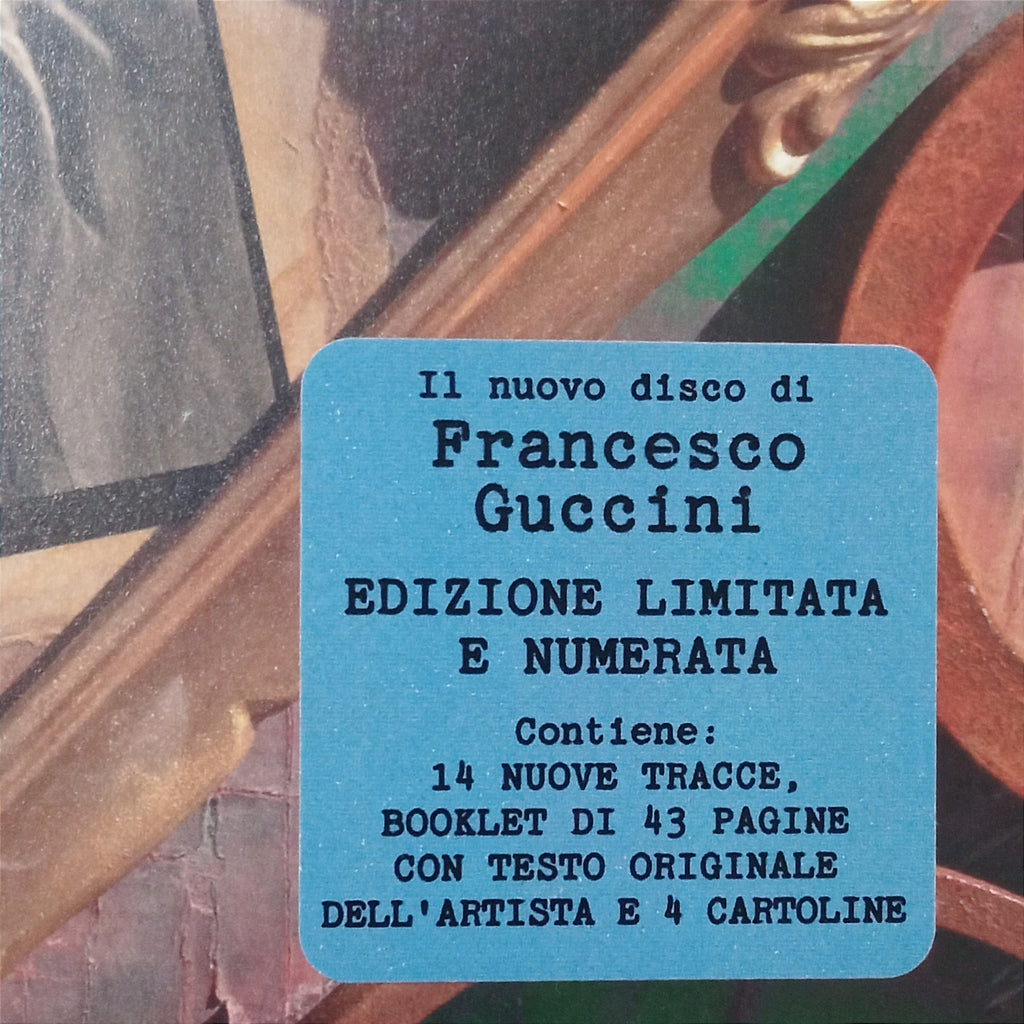 Il nuovo disco di
Francesco
Guccini
EDIZIONE LIMITATA
E NUMERATA
Contiene:
14 NUOVE TRACCE,
BOOKLET DI 43 PAGINE
CON TESTO ORIGINALE
DELL'ARTISTA E 4 CARTOLINE